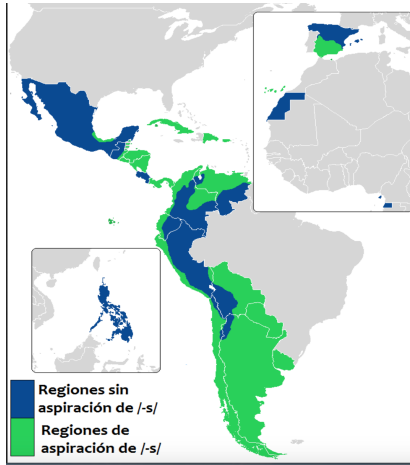 Regiones sin
aspiración de /-s/
Regiones de
aspiración de /-s/